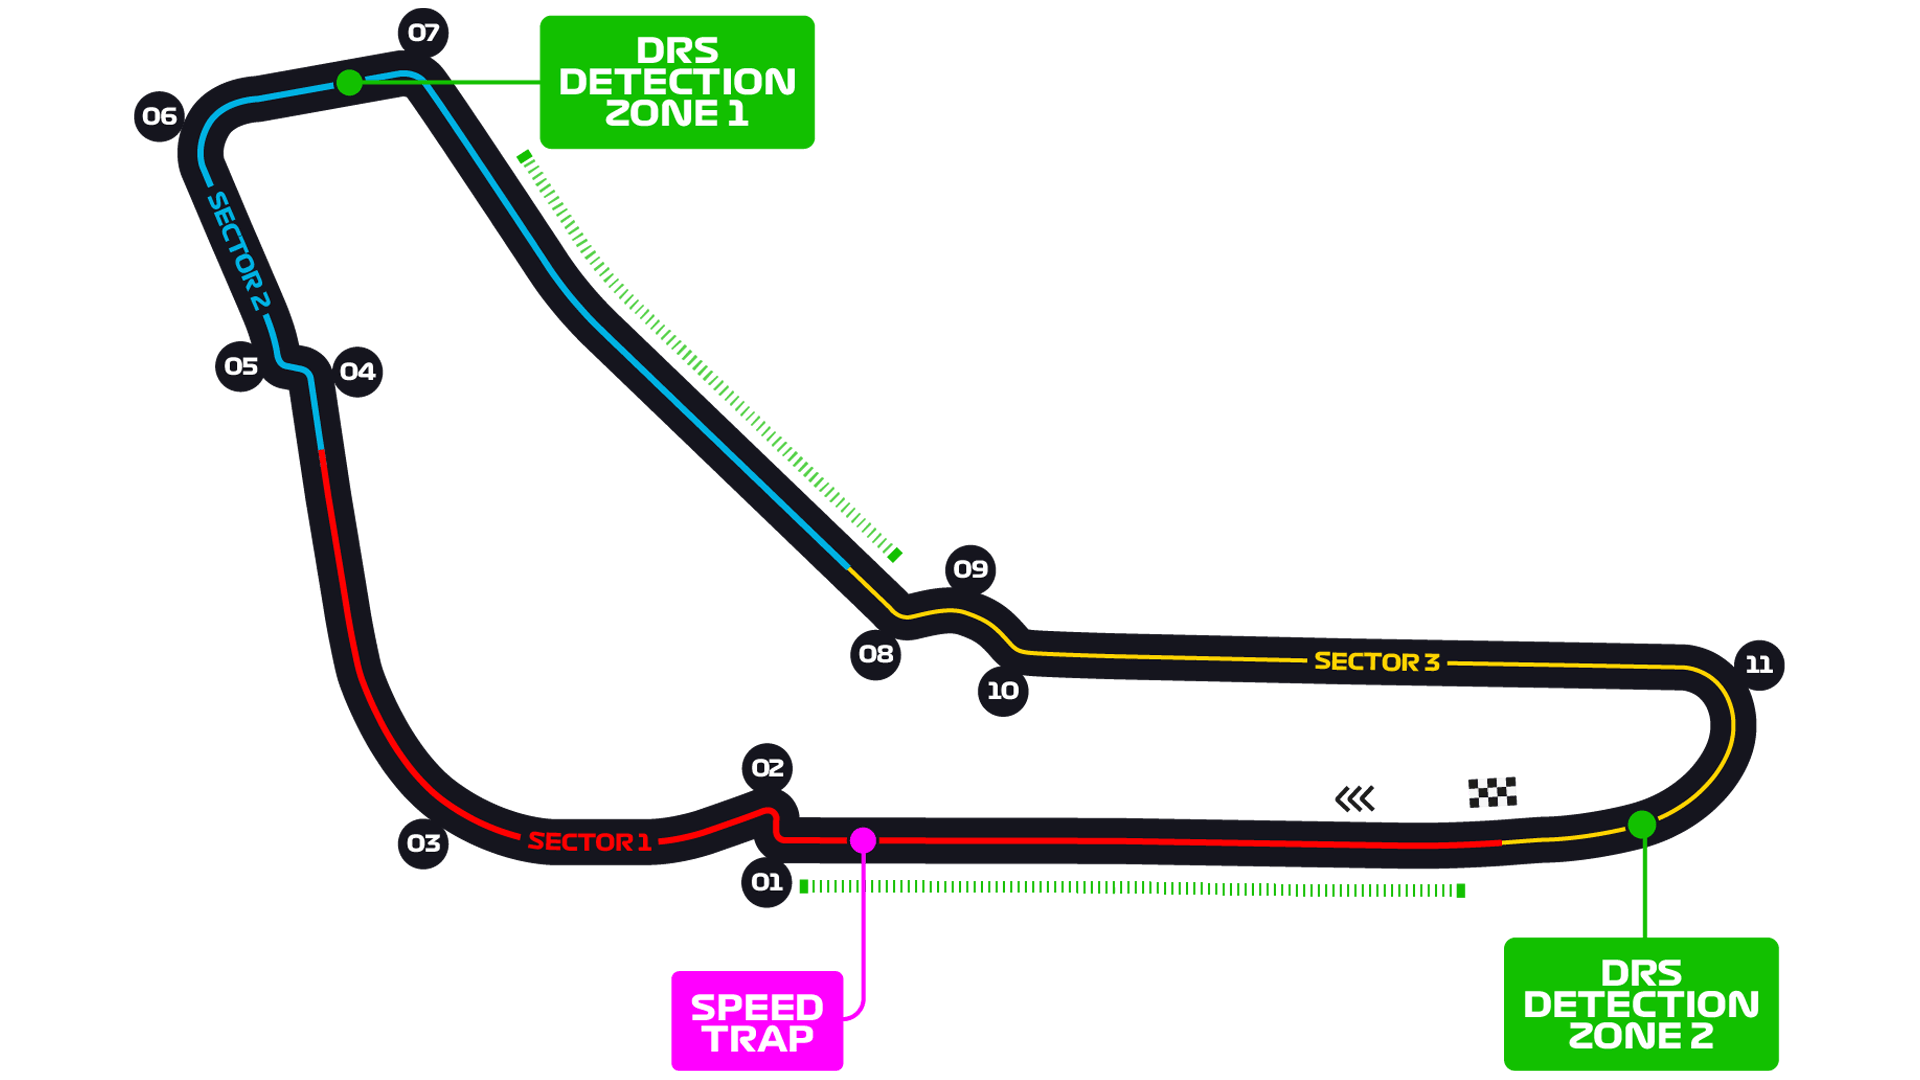 07
DRS
DETECTION
ZONE 1
06
SECTOR 2
05
04
09
08
10
SECTOR 3
11
02
03
SECTOR 1
01
SPEED
TRAP
DRS
DETECTION
ZONE 2